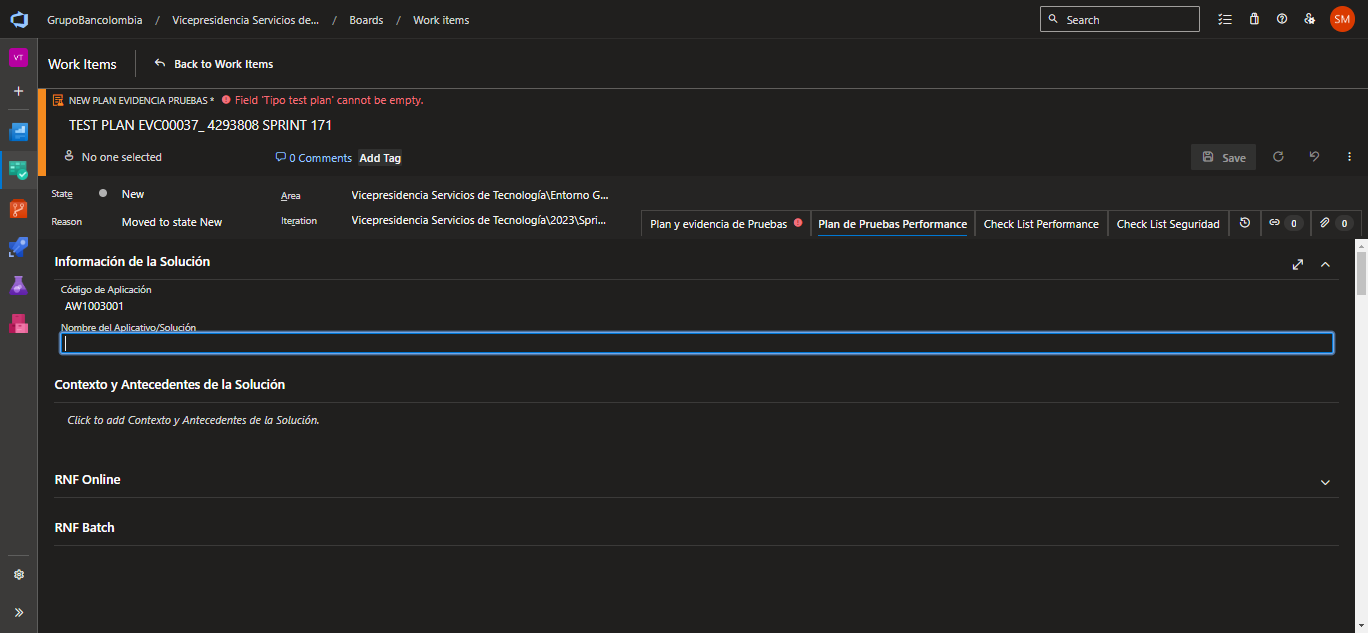 GrupoBancolombia / Vicepresidencia Servicios de... / Boards / Work items Search SM
VT
Work Items Back to Work Items
NEW PLAN EVIDENCIA PRUEBAS * Field 'Tipo test plan' cannot be empty.
TEST PLAN EVC00037_ 4293808 SPRINT 171
No one selected 0 Comments Add Tag Save
State New Area Vicepresidencia Servicios de Tecnología\Entorno G...
Reason Moved to state New Iteration Vicepresidencia Servicios de Tecnología\2023\Spri...
Plan y evidencia de Pruebas Plan de Pruebas Performance Check List Performance Check List Seguridad 0 0
Información de la Solución
Código de Aplicación
AW1003001
Nombre del Aplicativo/Solución
Contexto y Antecedentes de la Solución
Click to add Contexto y Antecedentes de la Solución.
RNF Online
RNF Batch